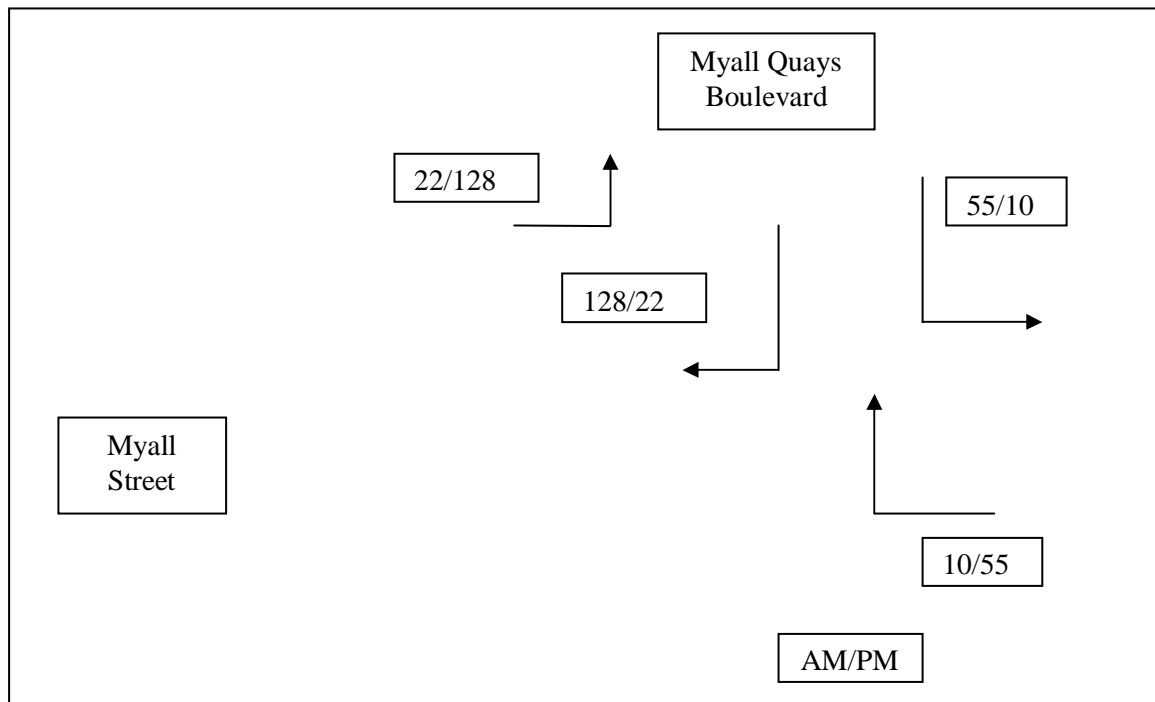 Myall Quays
Boulevard
22/128
55/10
128/22
Myall
Street
10/55
AM/PM